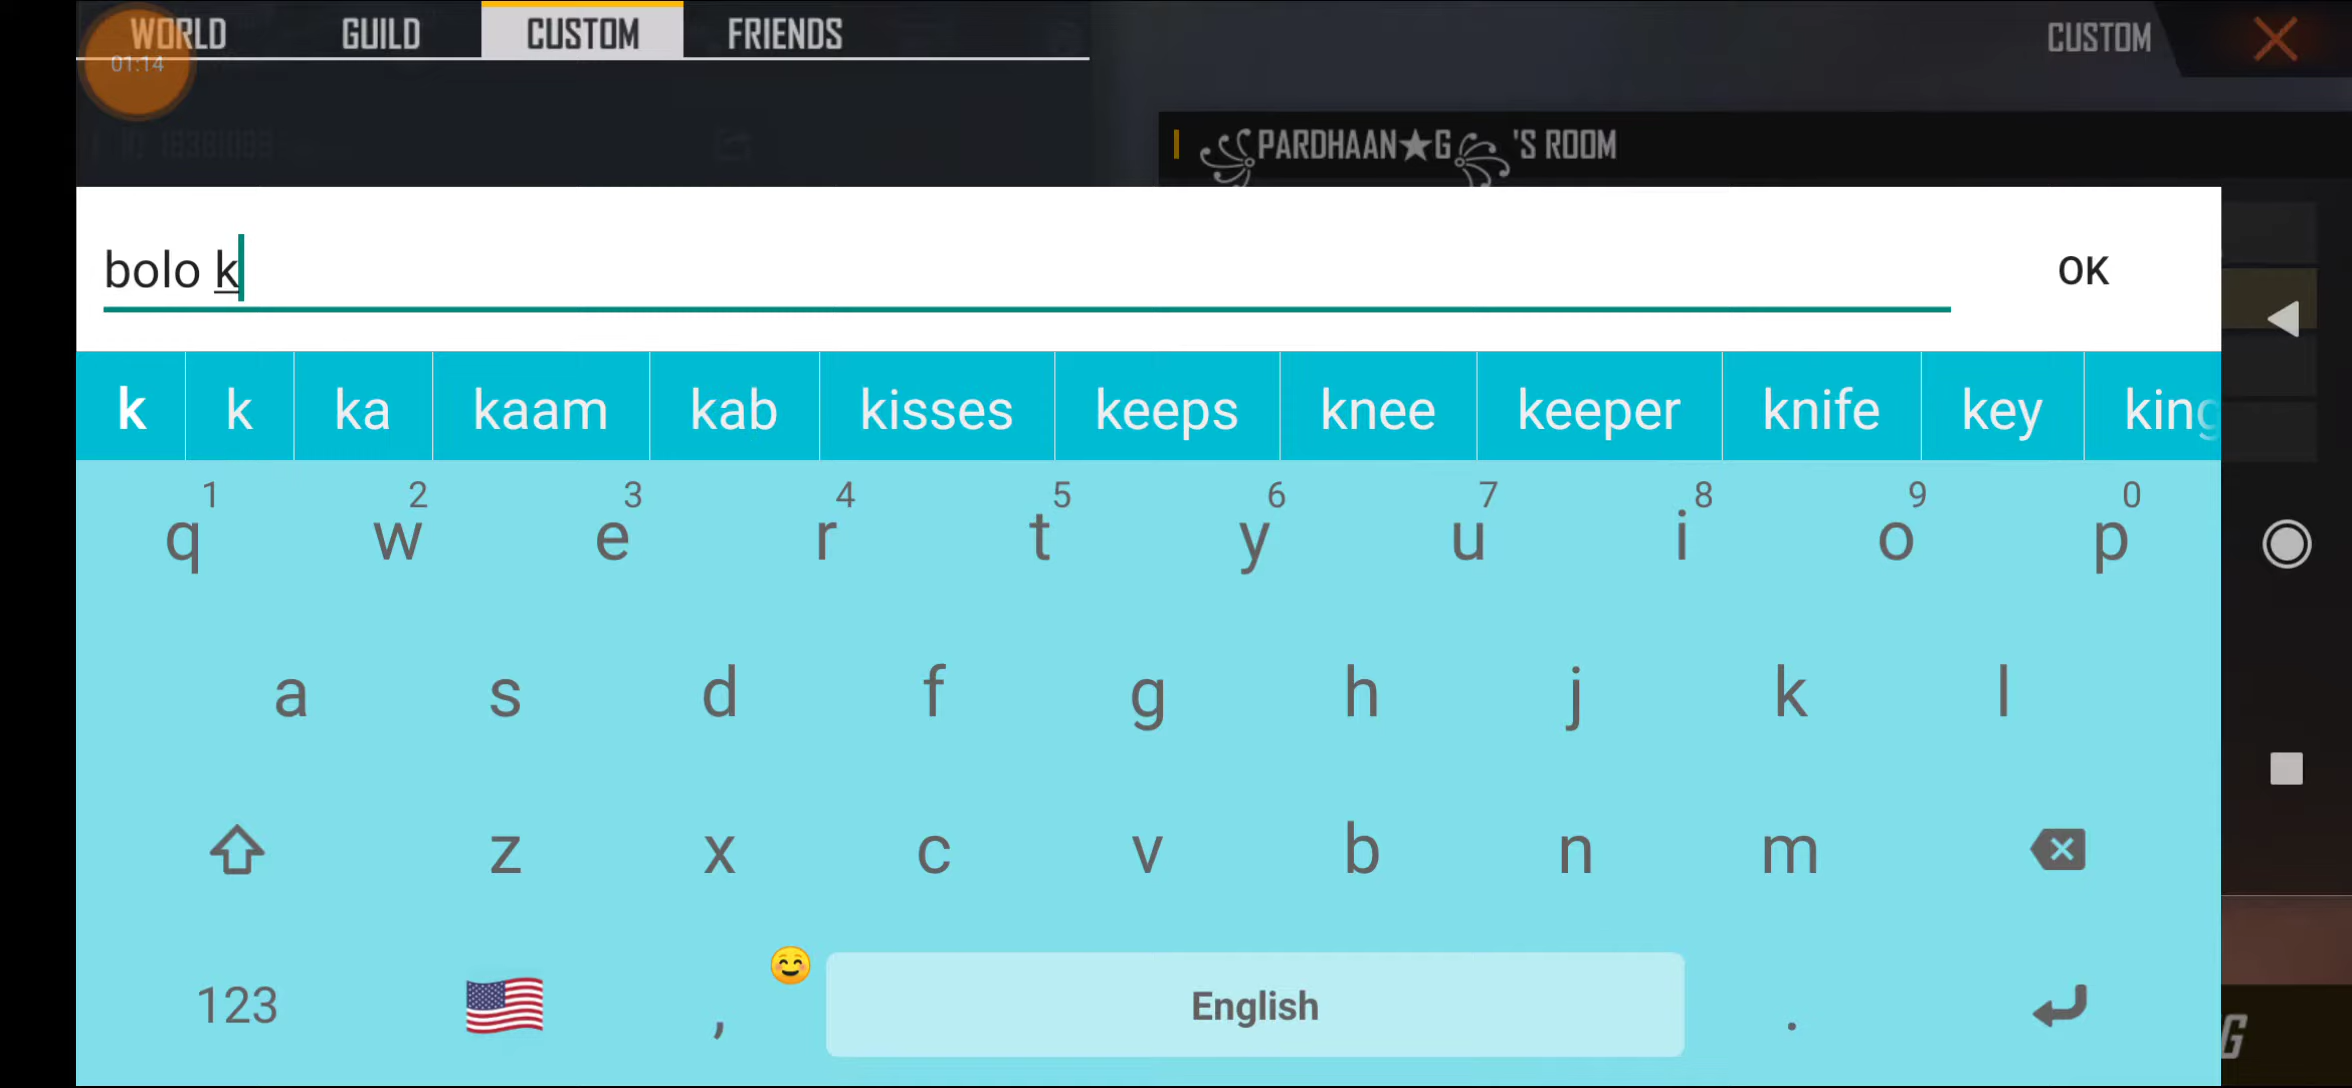 WORLD GUILD CUSTOM FRIENDS CUSTOM
01:14
PARDHAAN★G 'S ROOM
bolo k OK
k k ka kaam kab kisses keeps knee keeper knife key king
1 2 3 4 5 6 7 8 9 0
q w e r t y u i o p
a s d f g h j k l
z x c v b n m
123 , English .
G